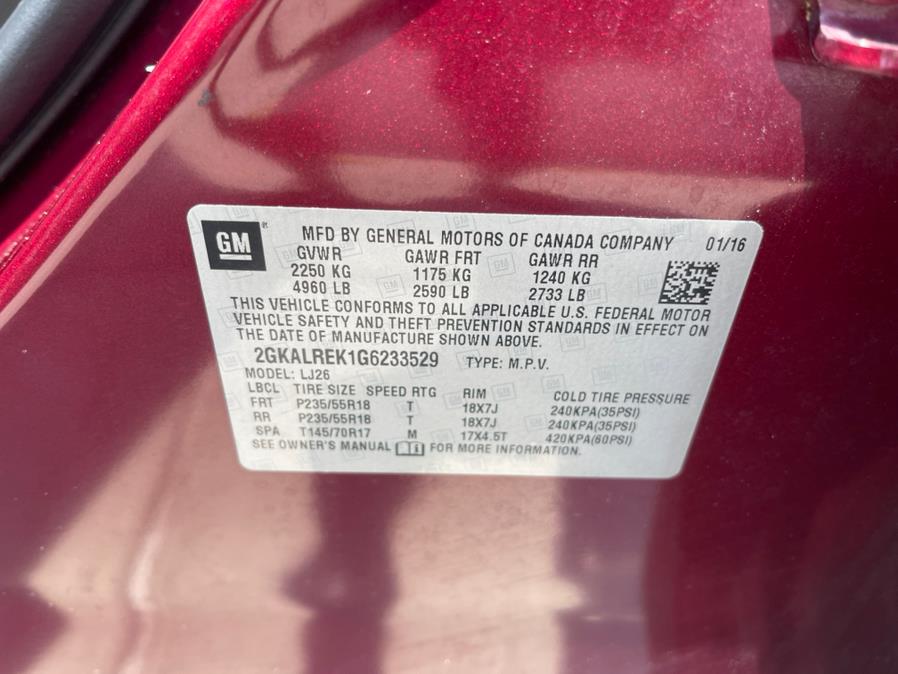 GM ® MFD BY GENERAL MOTORS OF CANADA COMPANY 01/16
GVWR GAWR FRT GAWR RR
2250 KG 1175 KG 1240 KG
4960 LB 2590 LB 2733 LB
THIS VEHICLE CONFORMS TO ALL APPLICABLE U.S. FEDERAL MOTOR
VEHICLE SAFETY AND THEFT PREVENTION STANDARDS IN EFFECT ON
THE DATE OF MANUFACTURE SHOWN ABOVE.
2GKALREK1G6233529 TYPE: M.P.V.
MODEL: LJ26
LBCL TIRE SIZE SPEED RTG RIM COLD TIRE PRESSURE
FRT P235/55R18 T 18X7J 240KPA(35PSI)
RR P235/55R18 T 18X7J 240KPA(35PSI)
SPA T145/70R17 M 17X4.5T 420KPA(60PSI)
SEE OWNER'S MANUAL FOR MORE INFORMATION.